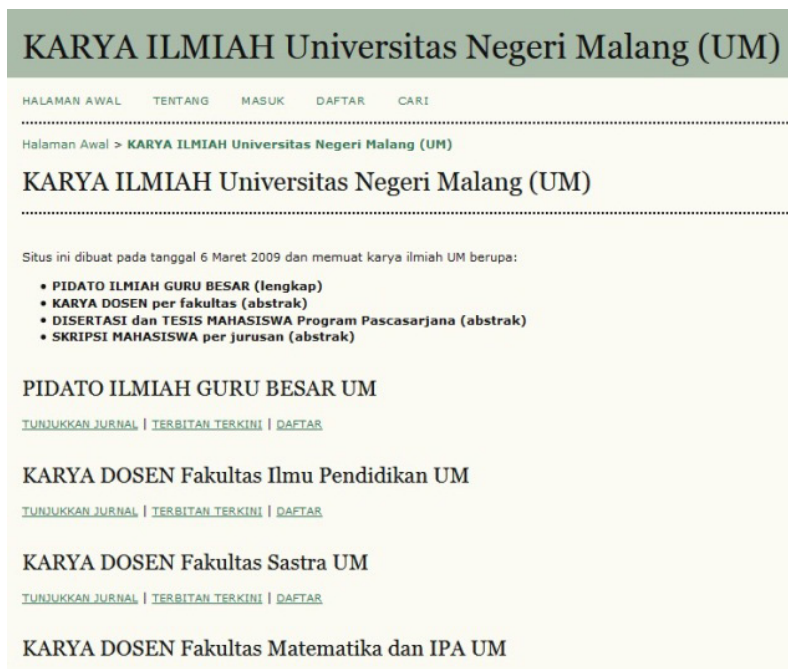 KARYA ILMIAH Universitas Negeri Malang (UM)
HALAMAN AWAL TENTANG MASUK DAFTAR CARI
Halaman Awal > KARYA ILMIAH Universitas Negeri Malang (UM)
KARYA ILMIAH Universitas Negeri Malang (UM)
Situs ini dibuat pada tanggal 6 Maret 2009 dan memuat karya ilmiah UM berupa:
• PIDATO ILMIAH GURU BESAR (lengkap)
• KARYA DOSEN per fakultas (abstrak)
• DISERTASI dan TESIS MAHASISWA Program Pascasarjana (abstrak)
• SKRIPSI MAHASISWA per jurusan (abstrak)
PIDATO ILMIAH GURU BESAR UM
TUNJUKKAN JURNAL | TERBITAN TERKINI | DAFTAR
KARYA DOSEN Fakultas Ilmu Pendidikan UM
TUNJUKKAN JURNAL | TERBITAN TERKINI | DAFTAR
KARYA DOSEN Fakultas Sastra UM
TUNJUKKAN JURNAL | TERBITAN TERKINI | DAFTAR
KARYA DOSEN Fakultas Matematika dan IPA UM